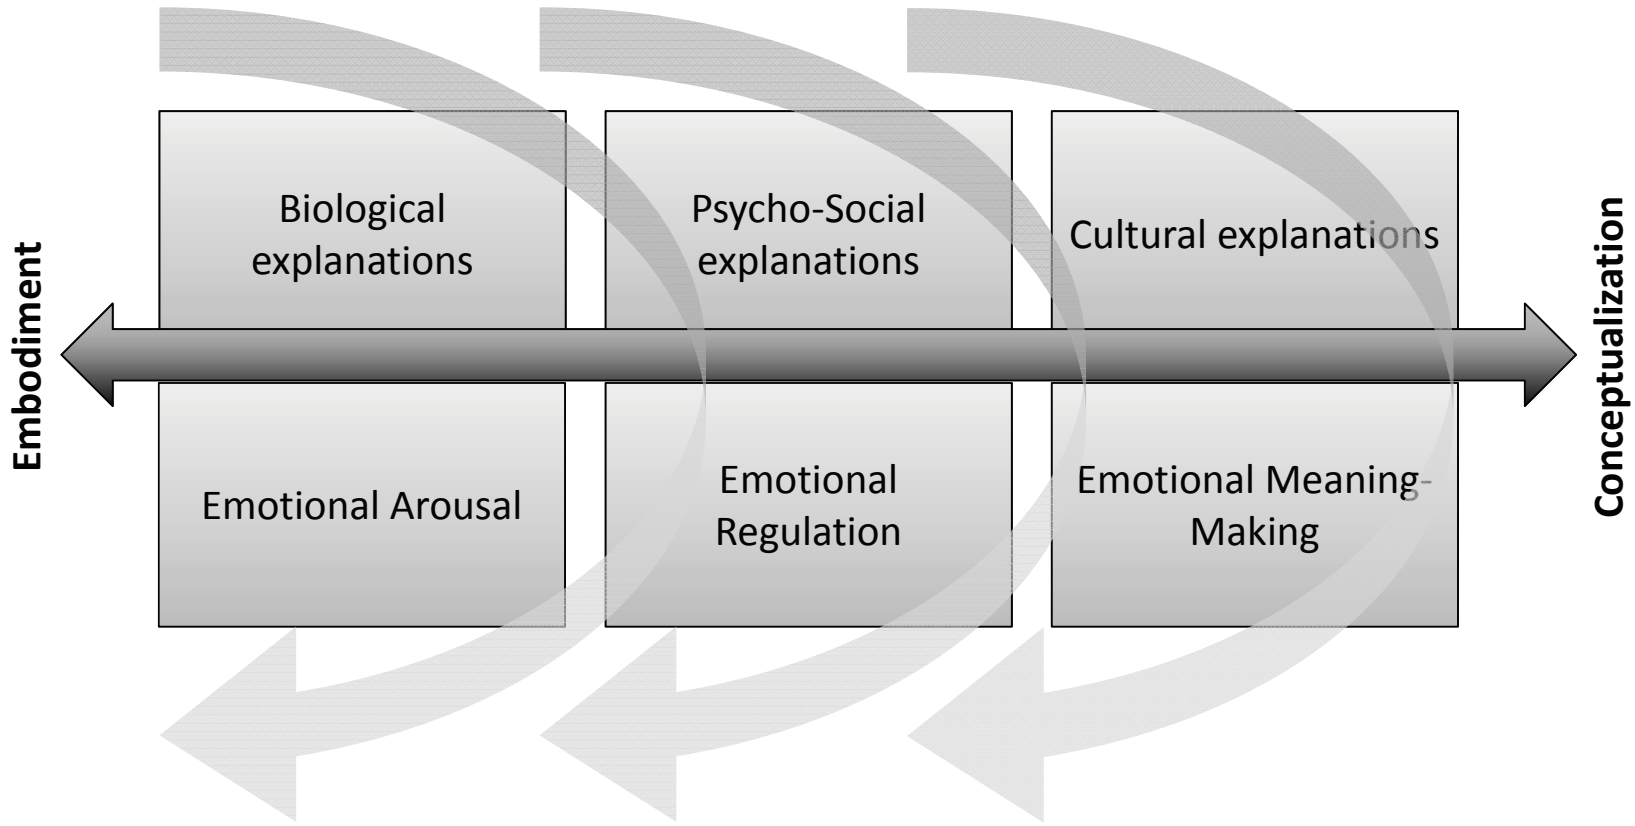 Embodiment
Biological
explanations
Psycho-Social
explanations
Cultural explanations
Emotional Arousal
Emotional
Regulation
Emotional Meaning-
Making
Conceptualization